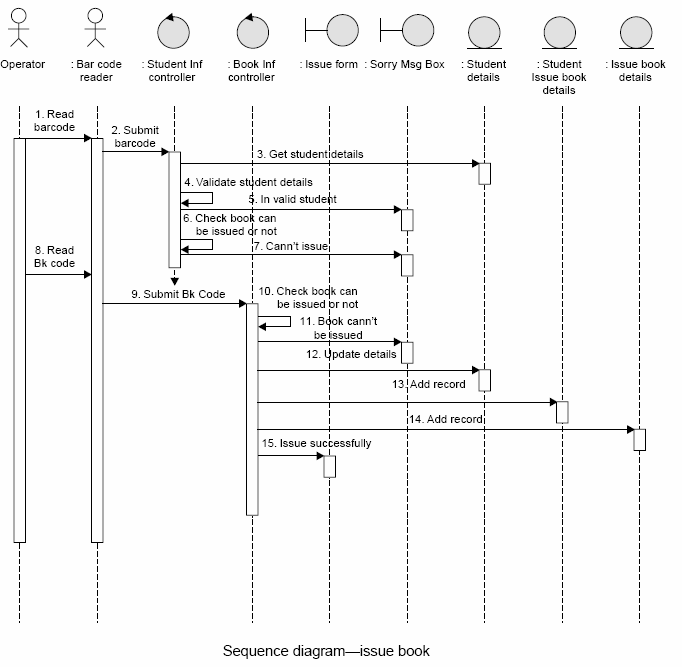 Operator
: Bar code
reader
: Student Inf
controller
: Book Inf
controller
: Issue form
: Sorry Msg Box
: Student
details
: Student
Issue book
details
: Issue book
details
1. Read
barcode
2. Submit
barcode
3. Get student details
4. Validate student details
5. In valid student
6. Check book can
be issued or not
7. Cann't issue
8. Read
Bk code
9. Submit Bk Code
10. Check book can
be issued or not
11. Book cann't
be issued
12. Update details
13. Add record
14. Add record
15. Issue successfully
Sequence diagram—issue book